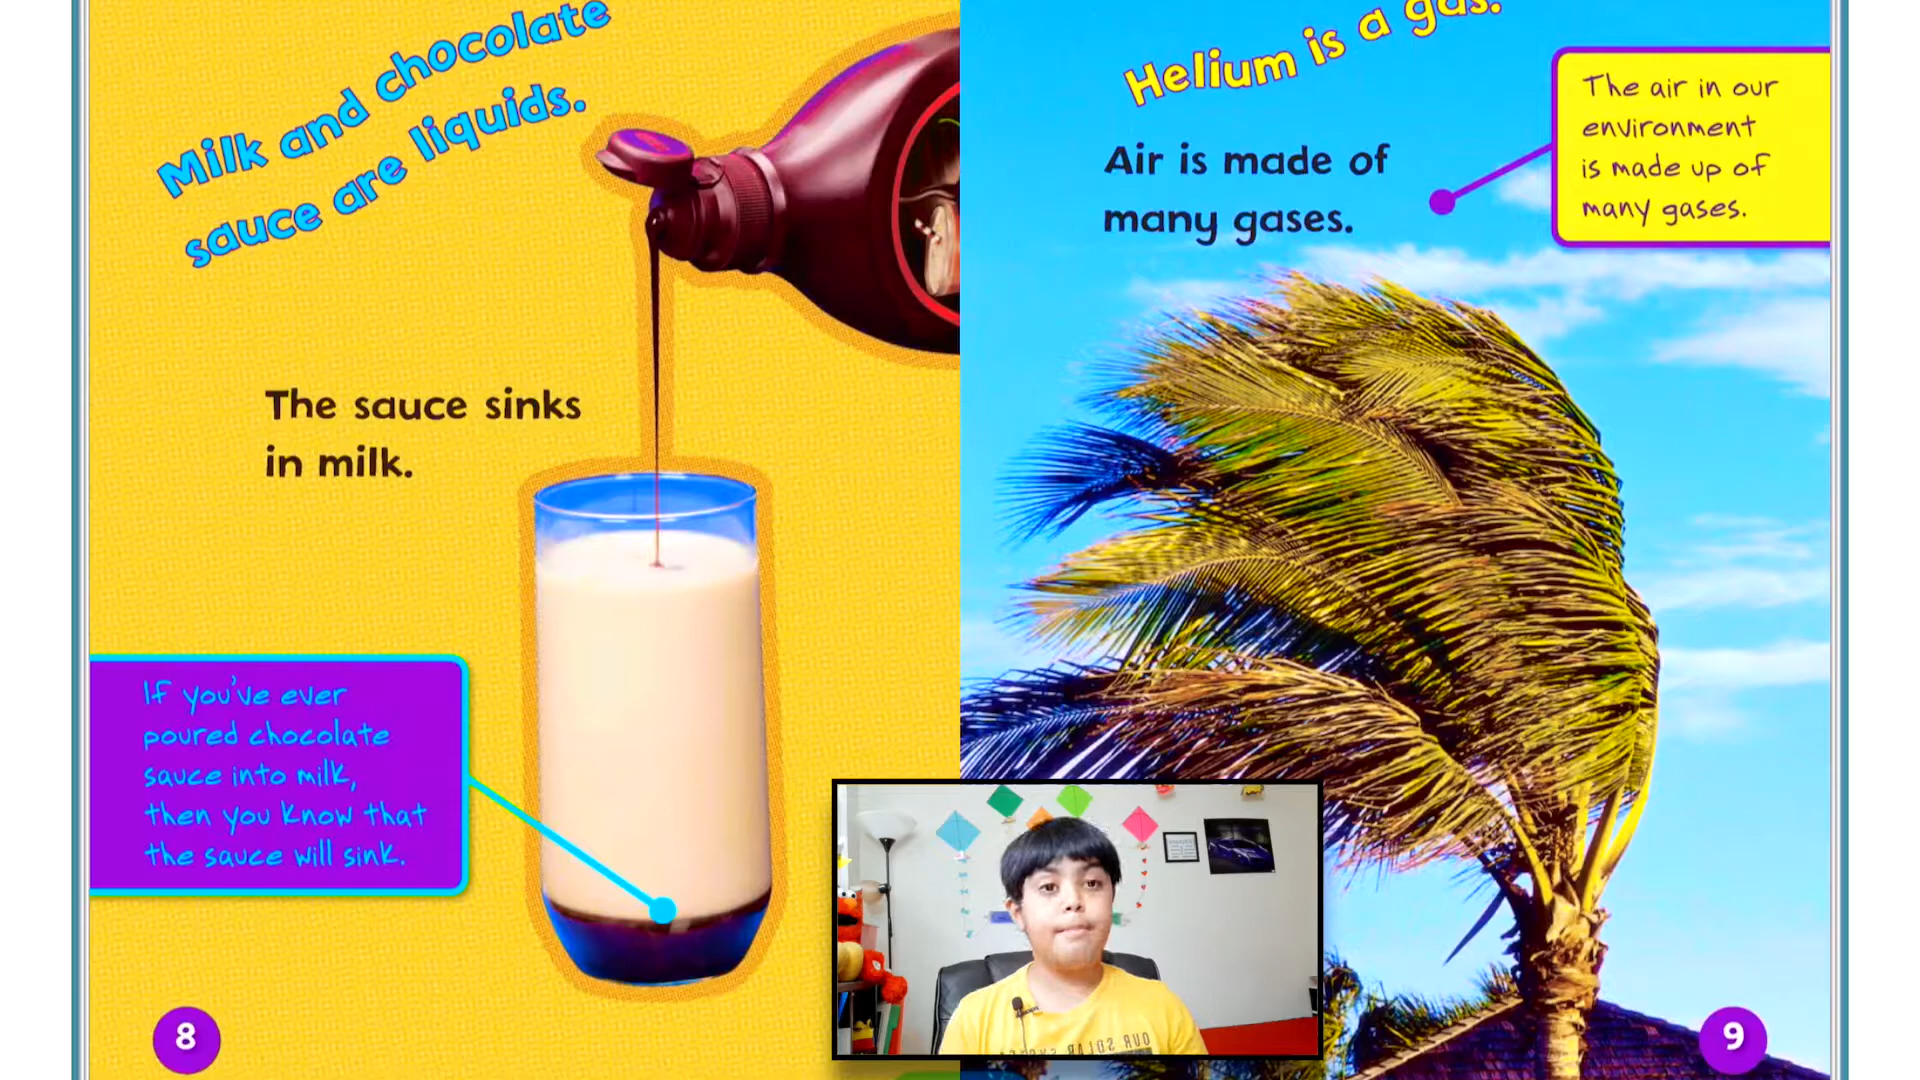 Milk and chocolate
sauce are liquids.
The sauce sinks
in milk.
If you've ever
poured chocolate
sauce into milk,
then you know that
the sauce will sink.
8
Helium is a gas.
Air is made of
many gases.
The air in our
environment
is made up of
many gases.
9
OUR SOLAR